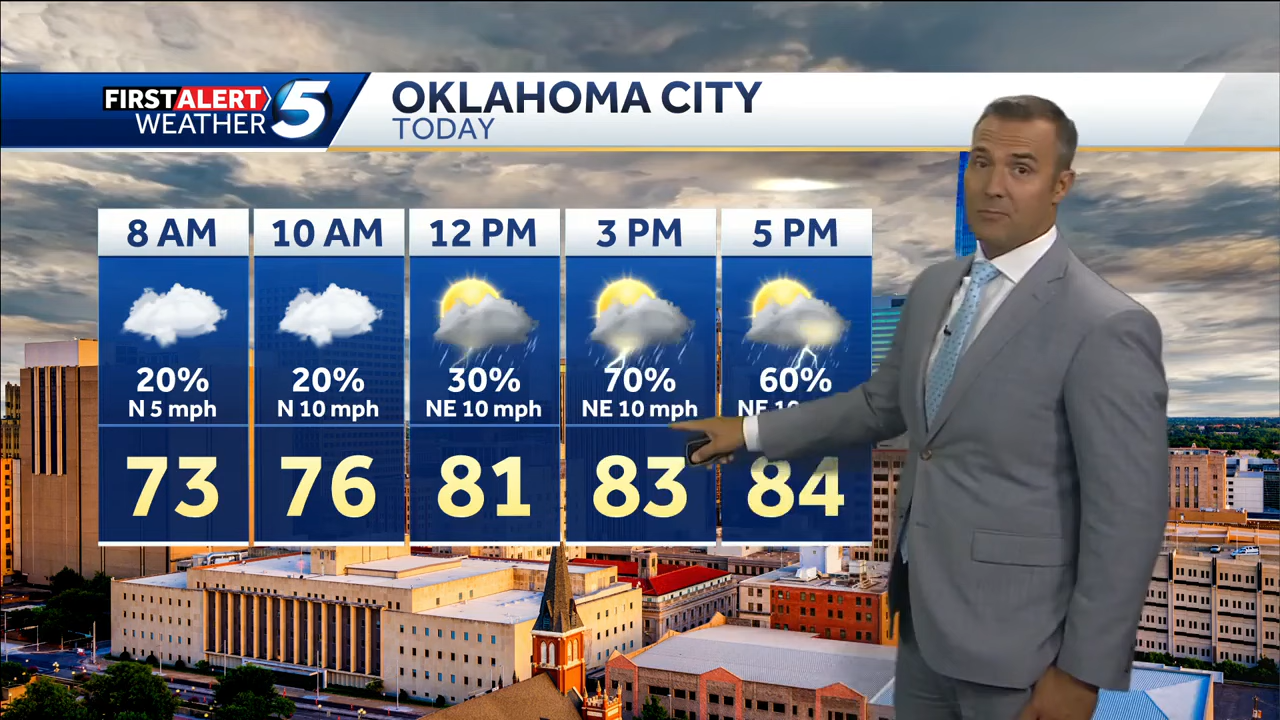 FIRST ALERT 5
WEATHER
OKLAHOMA CITY
TODAY
8 AM 10 AM 12 PM 3 PM 5 PM
20% 20% 30% 70% 60%
N 5 mph N 10 mph NE 10 mph NE 10 mph NE
73 76 81 83 84